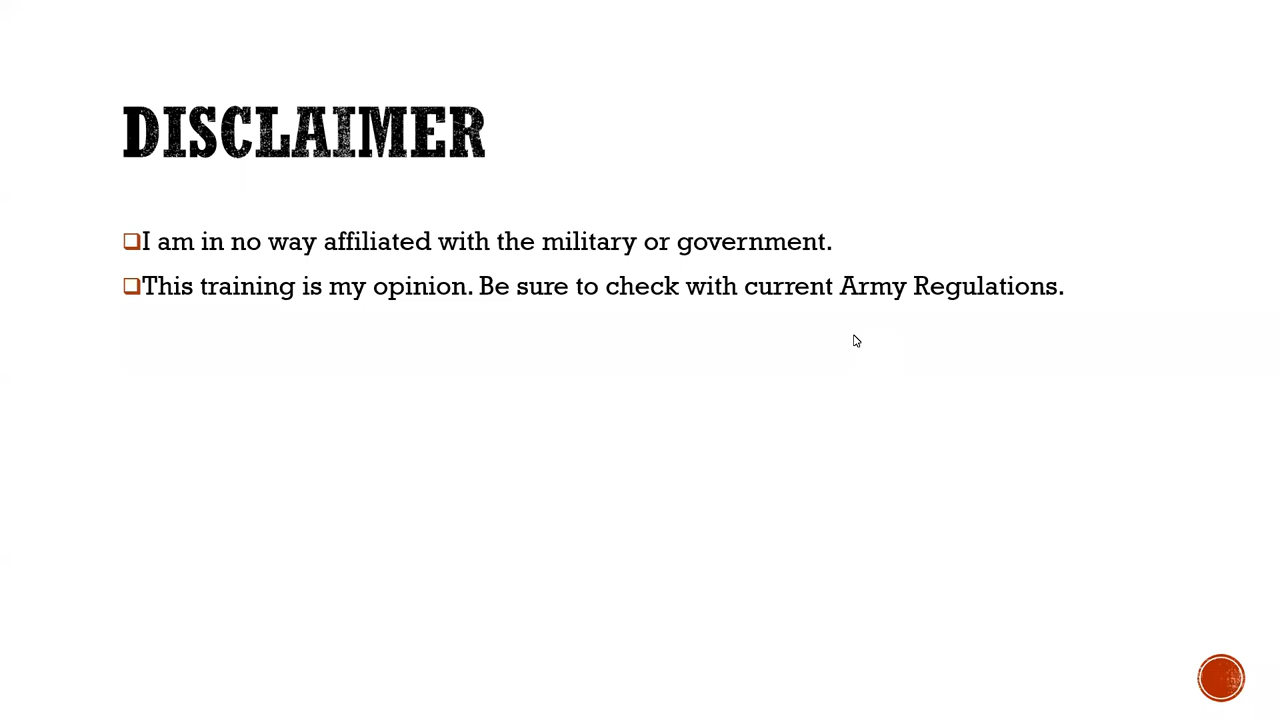 DISCLAIMER
I am in no way affiliated with the military or government.
This training is my opinion. Be sure to check with current Army Regulations.